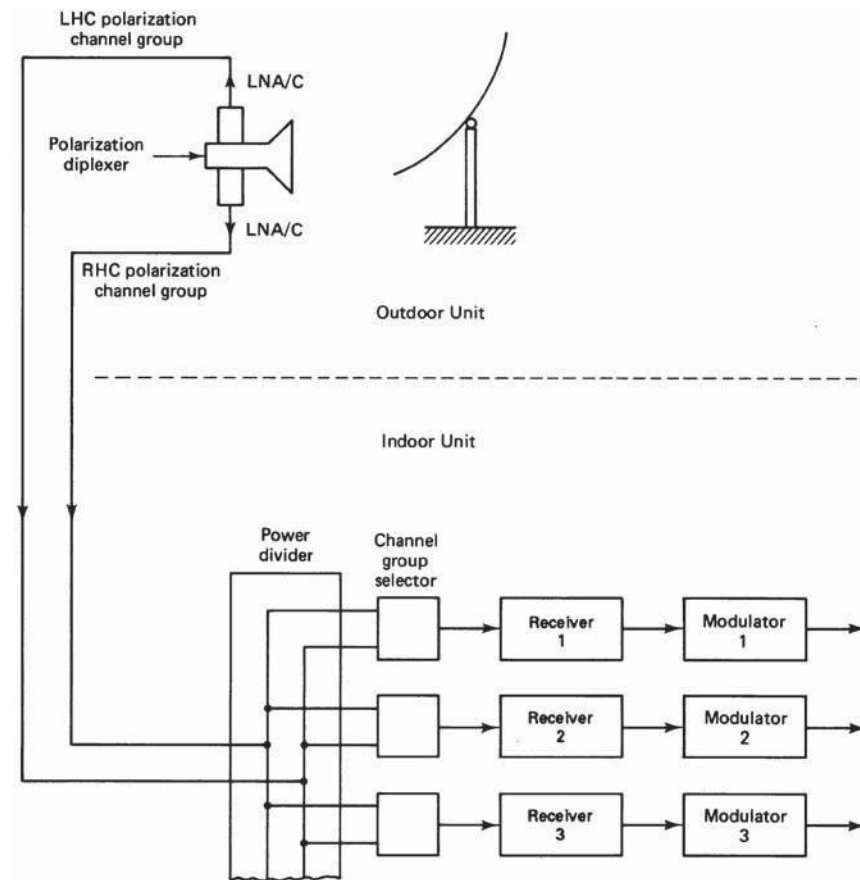 LHC polarization
channel group
LNA/C
Polarization
diplexer
LNA/C
RHC polarization
channel group
Outdoor Unit
Indoor Unit
Power
divider
Channel
group
selector
Receiver
1
Modulator
1
Receiver
2
Modulator
2
Receiver
3
Modulator
3